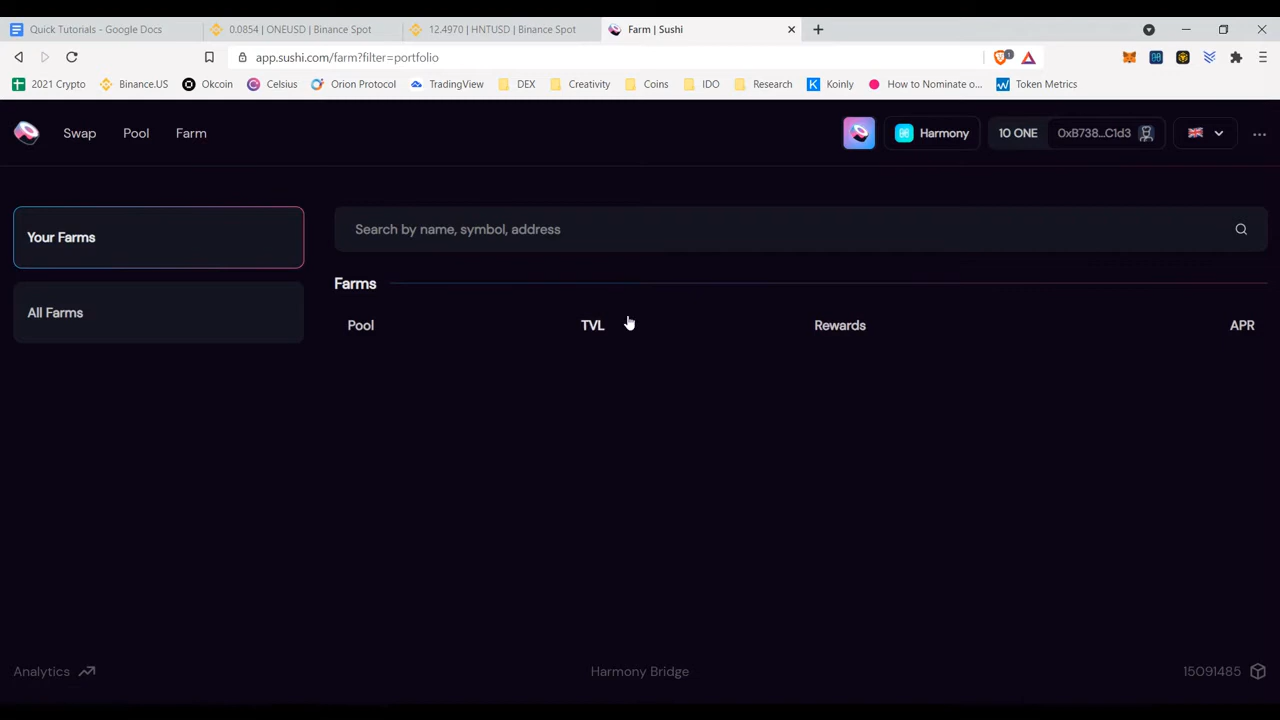 Quick Tutorials - Google Docs
0.0854 | ONEUSD | Binance Spot
12.4970 | HNTUSD | Binance Spot
Farm | Sushi
app.sushi.com/farm?filter=portfolio
1
2021 Crypto
Binance.US
Okcoin
Celsius
Orion Protocol
TradingView
DEX
Creativity
Coins
IDO
Research
Koinly
How to Nominate o...
Token Metrics
Swap
Pool
Farm
Harmony
10 ONE
0xB738...C1d3
Your Farms
Search by name, symbol, address
Farms
All Farms
Pool
TVL
Rewards
APR
Analytics
Harmony Bridge
15091485